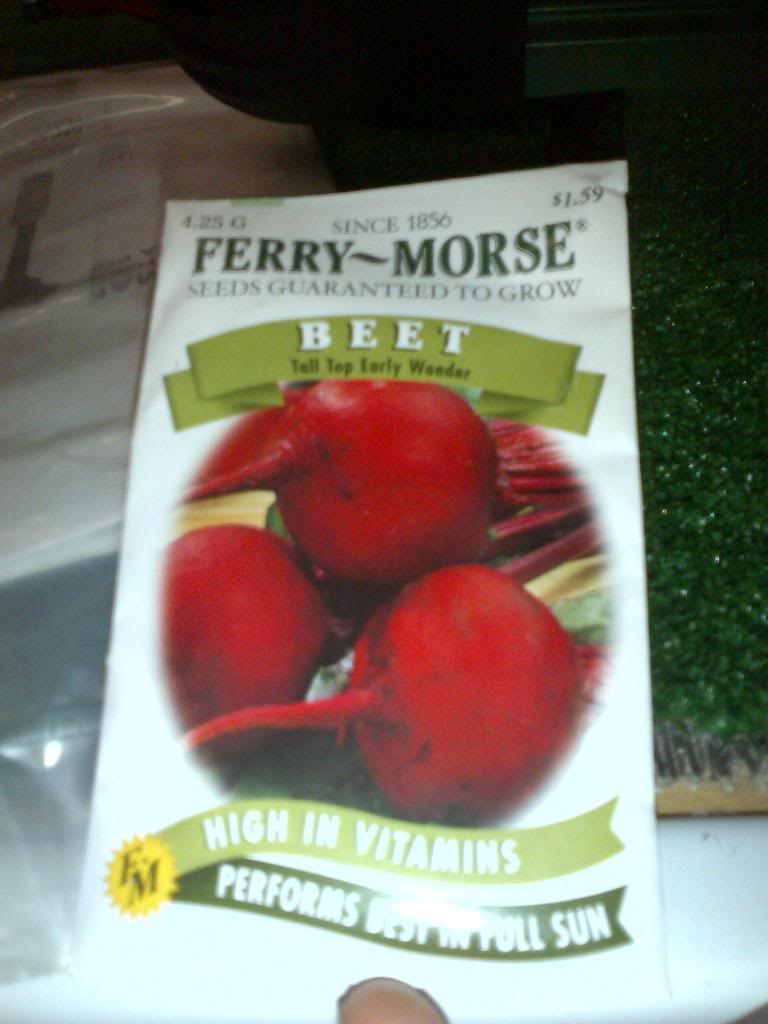 4.25 G
SINCE 1856
$1.59
FERRY~MORSE®
SEEDS GUARANTEED TO GROW
BEET
Tall Top Early Wonder
HIGH IN VITAMINS
FM
PERFORMS BEST IN FULL SUN